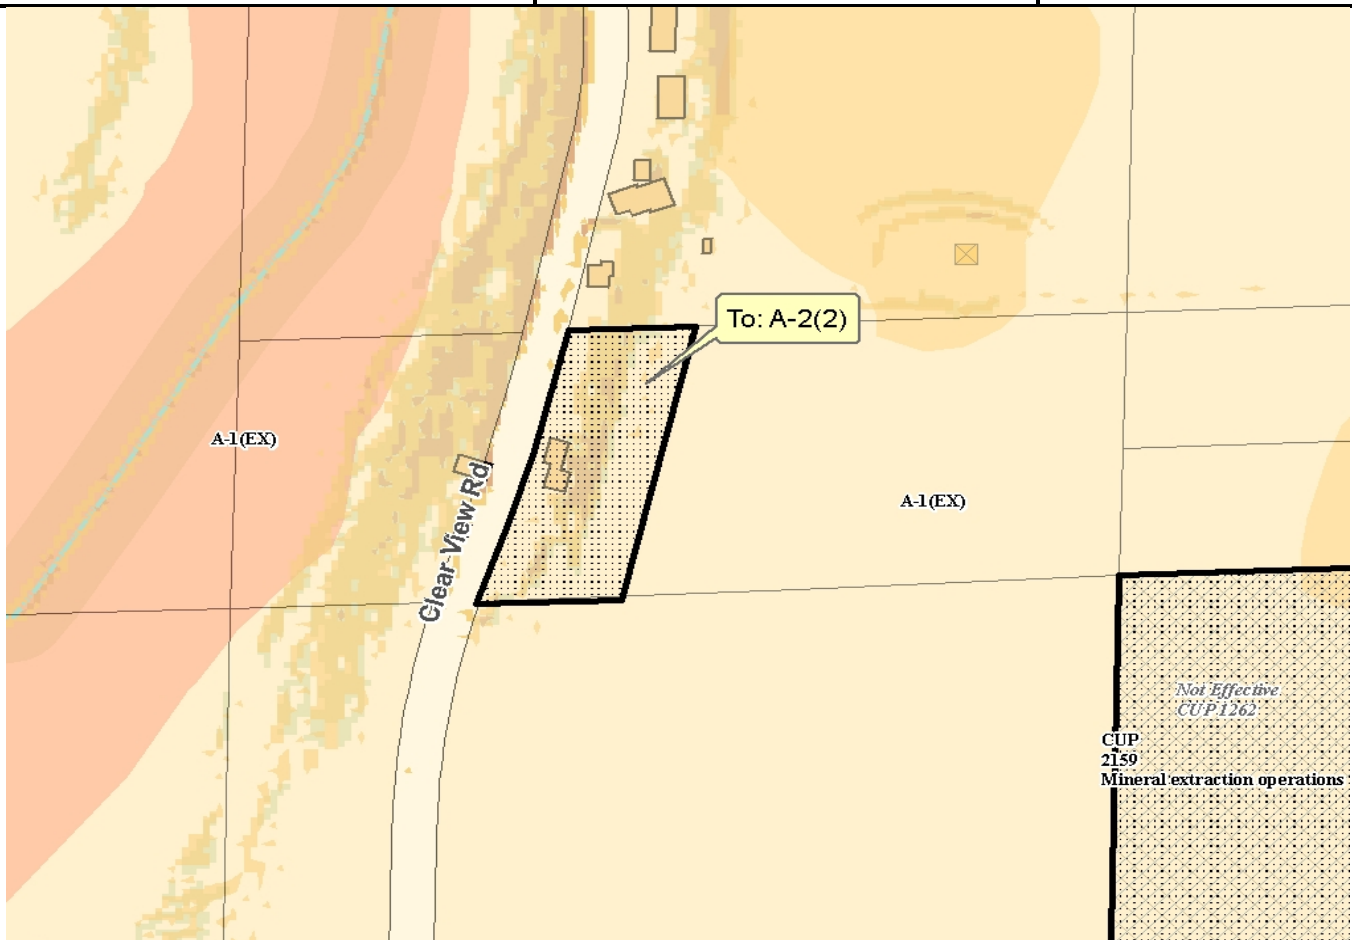 To: A-2(2)
A-1(EX)
Clear-View Rd
A-1(EX)
Not Effective
CUP 1262
CUP
2159
Mineral extraction operations